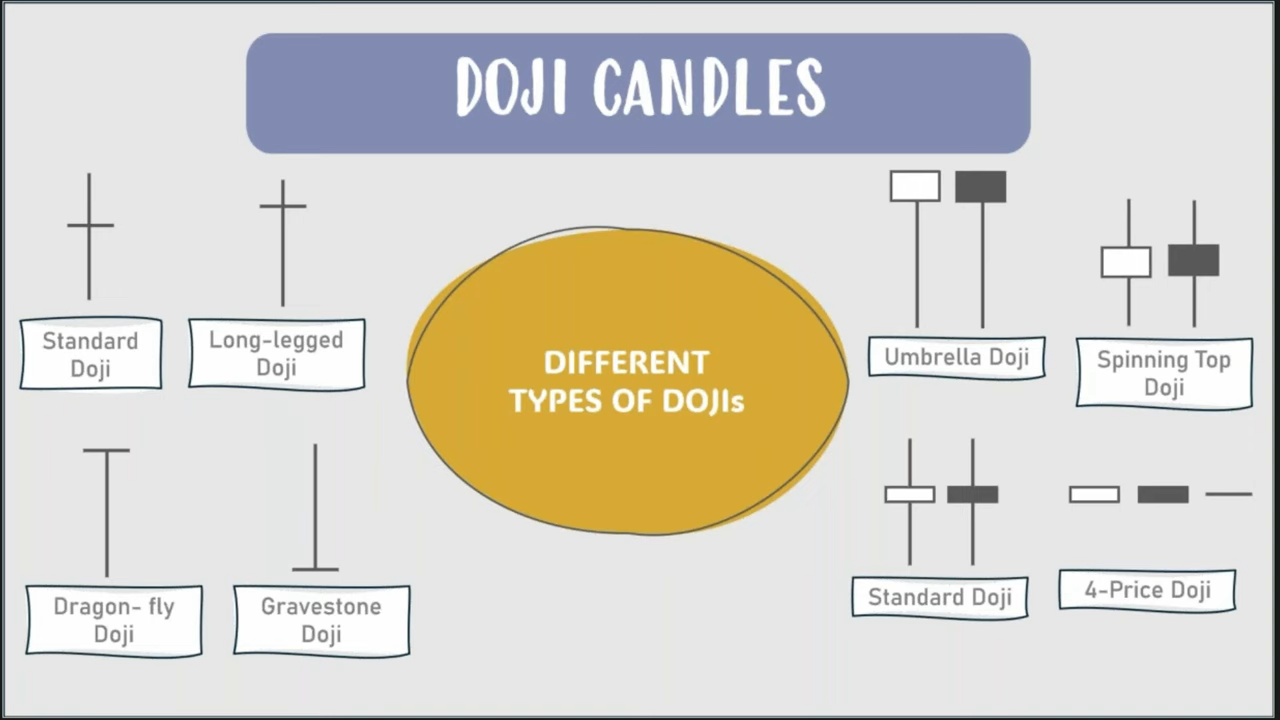 DOJI CANDLES
Standard
Doji
Long-legged
Doji
DIFFERENT
TYPES OF DOJIs
Umbrella Doji
Spinning Top
Doji
Dragon- fly
Doji
Gravestone
Doji
Standard Doji
4-Price Doji